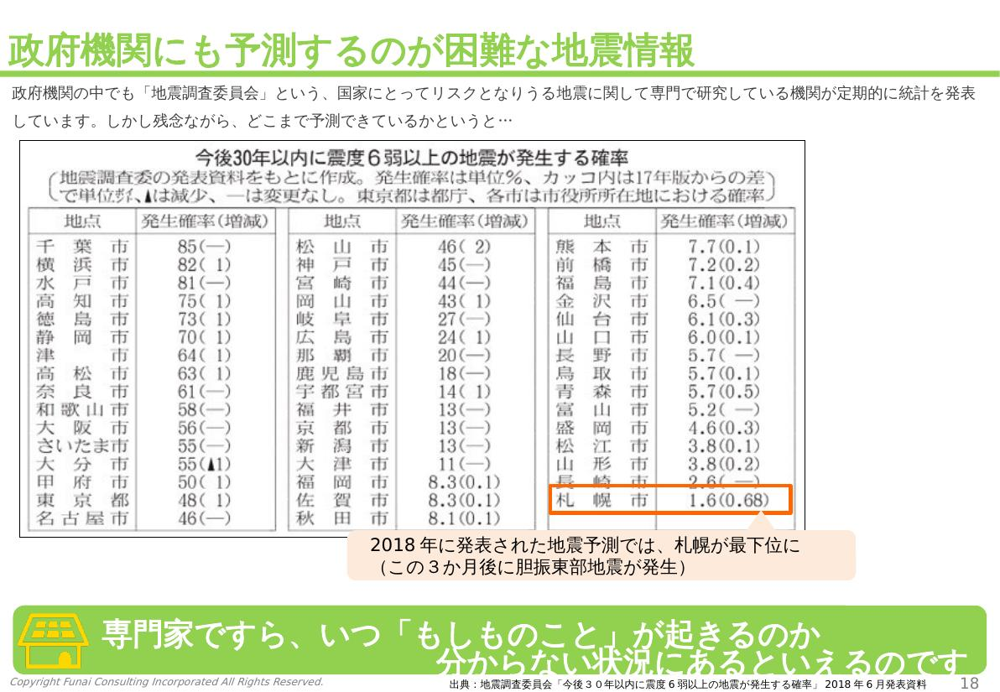 政府機関にも予測するのが困難な地震情報
政府機関の中でも「地震調査委員会」という、国家にとってリスクとなりうる地震に関して専門で研究している機関が定期的に統計を発表
しています。しかし残念ながら、どこまで予測できているかというと…
今後30年以内に震度6弱以上の地震が発生する確率
地震調査委の発表資料をもとに作成。発生確率は単位%、カッコ内は17年版からの差
で単位ポイント、▲は減少、—は変更なし。東京都は都庁、各市は市役所所在地における確率
地点 発生確率(増減) 地点 発生確率(増減) 地点 発生確率(増減)
千葉市 85(—) 松山市 46( 2) 熊本市 7.7(0.1)
横浜市 82( 1) 神戸市 45(—) 前橋市 7.2(0.2)
水戸市 81(—) 宮崎市 44(—) 福島市 7.1(0.4)
高知市 75( 1) 岡山市 43( 1) 金沢市 6.5( —)
徳島市 73( 1) 岐阜市 27(—) 仙台市 6.1(0.3)
静岡市 70( 1) 広島市 24( 1) 山口市 6.0(0.1)
津市 64( 1) 那覇市 20(—) 長野市 5.7( —)
高松市 63( 1) 鹿児島市 18(—) 鳥取市 5.7(0.1)
奈良市 61(—) 宇都宮市 14( 1) 青森市 5.7(0.5)
和歌山市 58(—) 福井市 13(—) 富山市 5.2( —)
大阪市 56(—) 京都市 13(—) 盛岡市 4.6(0.3)
さいたま市 55(—) 新潟市 13(—) 松江市 3.8(0.1)
大分市 55(▲1) 大津市 11(—) 山形市 3.8(0.2)
甲府市 50( 1) 福岡市 8.3(0.1) 長崎市 2.6( —)
東京都 48( 1) 佐賀市 8.3(0.1) 札幌市 1.6(0.68)
名古屋市 46(—) 秋田市 8.1(0.1)
2018年に発表された地震予測では、札幌が最下位に
（この３か月後に胆振東部地震が発生）
専門家ですら、いつ「もしものこと」が起きるのか
分からない状況にあるといえるのです
Copyright Funai Consulting Incorporated All Rights Reserved.
出典：地震調査委員会「今後３０年以内に震度６弱以上の地震が発生する確率」 2018年6月発表資料
18